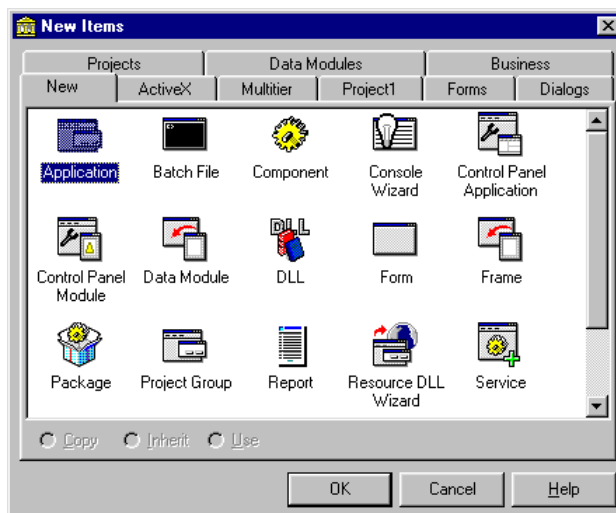 New Items
Projects Data Modules Business
New ActiveX Multitier Project1 Forms Dialogs
Application Batch File Component Console Wizard Control Panel Application
Control Panel Module Data Module DLL Form Frame
Package Project Group Report Resource DLL Wizard Service
Copy Inherit Use
OK Cancel Help